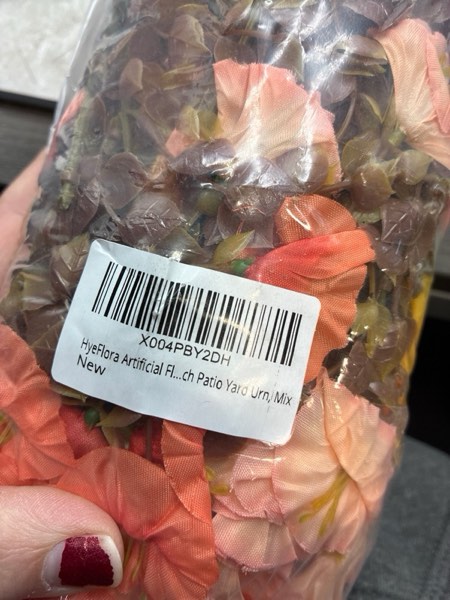 X004PBY2DH
HyeFlora Artificial Fl...ch Patio Yard Urn, Mix
New